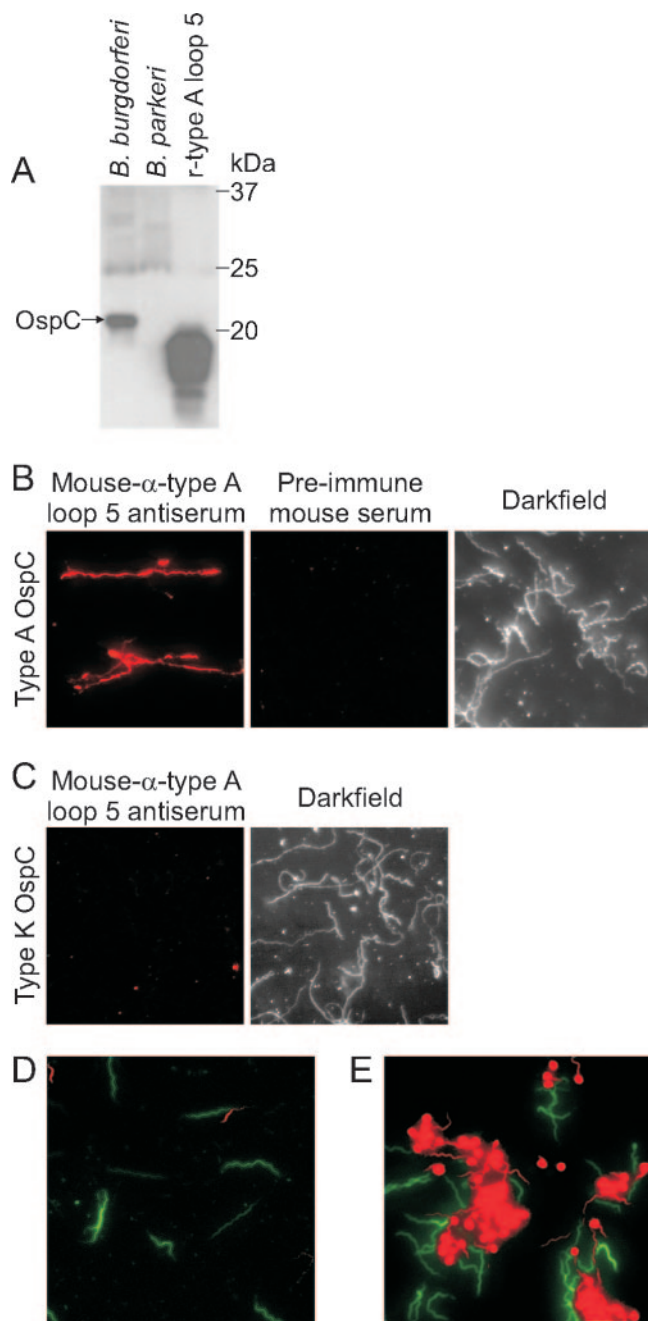 A
B. burgdorferi
B. parkeri
r-type A loop 5
kDa
37
25
20
OspC
B
Mouse-α-type A
loop 5 antiserum
Pre-immune
mouse serum
Darkfield
Type A OspC
C
Mouse-α-type A
loop 5 antiserum
Darkfield
Type K OspC
D
E